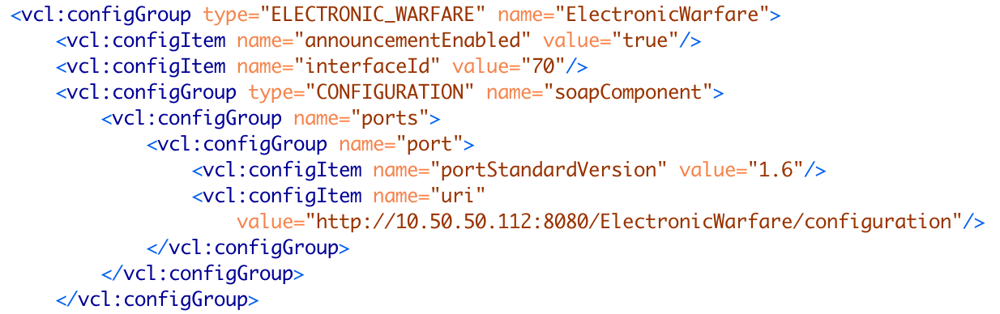 <vcl:configGroup type="ELECTRONIC_WARFARE" name="ElectronicWarfare">
<vcl:configItem name="announcementEnabled" value="true"/>
<vcl:configItem name="interfaceId" value="70"/>
<vcl:configGroup type="CONFIGURATION" name="soapComponent">
<vcl:configGroup name="ports">
<vcl:configGroup name="port">
<vcl:configItem name="portStandardVersion" value="1.6"/>
<vcl:configItem name="uri"
value="http://10.50.50.112:8080/ElectronicWarfare/configuration"/>
</vcl:configGroup>
</vcl:configGroup>
</vcl:configGroup>